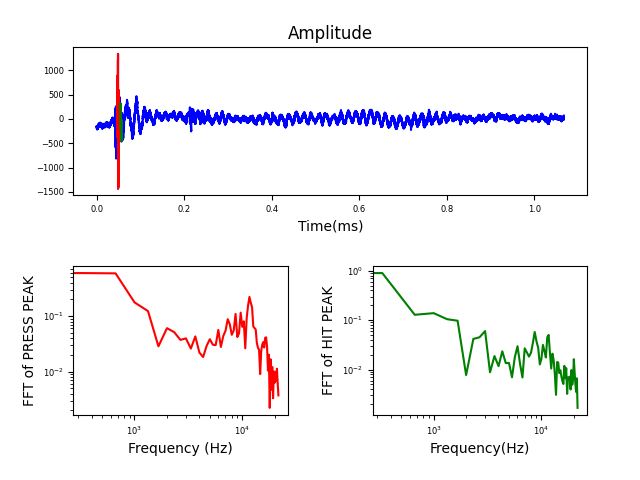 Amplitude
1000
500
0
−500
−1000
−1500
0.0 0.2 0.4 0.6 0.8 1.0
Time(ms)
FFT of PRESS PEAK
10⁻¹
10⁻²
10³ 10⁴
Frequency (Hz)
FFT of HIT PEAK
10⁰
10⁻¹
10⁻²
10³ 10⁴
Frequency(Hz)